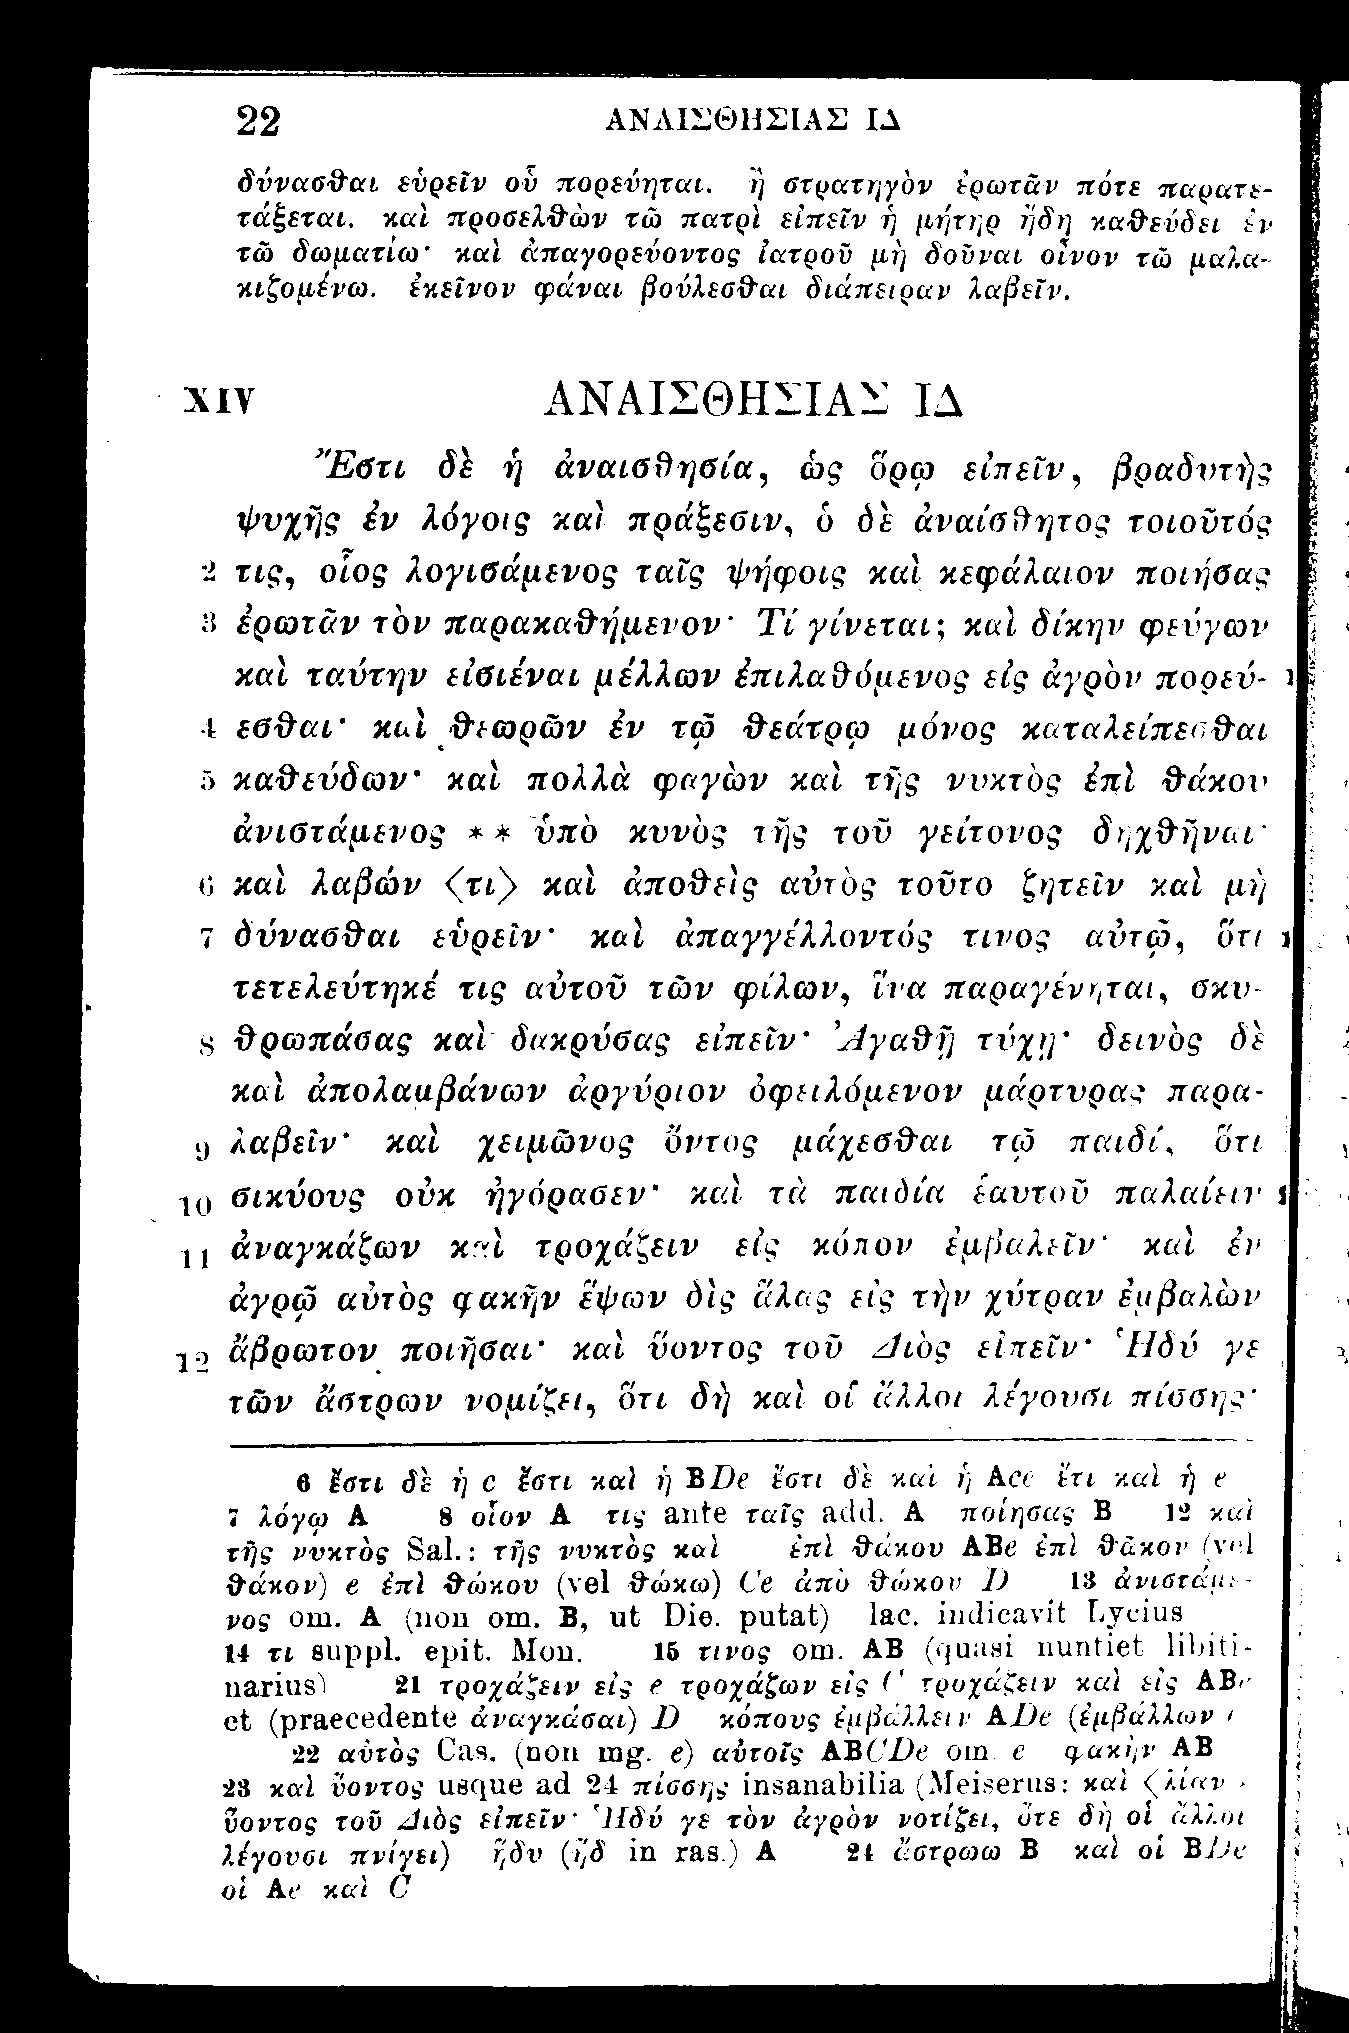 22 ΑΝΑΙΣΘΗΣΙΑΣ ΙΔ
δύνασθαι εὑρεῖν οὗ πορεύηται. ἢ στρατηγὸν ἐρωτᾶν πότε παρατε-
τάξεται. καὶ προσελθὼν τῶ πατρὶ εἰπεῖν ἡ μήτηρ ἤδη καθεύδει ἐν
τῶ δωματίω· καὶ ἀπαγορεύοντος ἰατροῦ μὴ δοῦναι οἶνον τῶ μαλα-
κιζομένω. ἐκεῖνον φάναι βούλεσθαι διάπειραν λαβεῖν.
XIV ΑΝΑΙΣΘΗΣΙΑΣ ΙΔ
Ἔστι δὲ ἡ ἀναισθησία, ὡς ὅρῳ εἰπεῖν, βραδυτὴς
ψυχῆς ἐν λόγοις καὶ πράξεσιν, ὁ δὲ ἀναίσθητος τοιοῦτός
2 τις, οἷος λογισάμενος ταῖς ψήφοις καὶ κεφάλαιον ποιήσας
3 ἐρωτᾶν τὸν παρακαθήμενον· Τί γίνεται; καὶ δίκην φεύγων
καὶ ταύτην εἰσιέναι μέλλων ἐπιλαθόμενος εἰς ἀγρὸν πορεύ-
4 εσθαι· καὶ θεωρῶν ἐν τῷ θεάτρῳ μόνος καταλείπεσθαι
5 καθεύδων· καὶ πολλὰ φαγὼν καὶ τῆς νυκτὸς ἐπὶ θάκου
ἀνιστάμενος ** ὑπὸ κυνὸς τῆς τοῦ γείτονος δηχθῆναι·
6 καὶ λαβών ⟨τι⟩ καὶ ἀποθεὶς αὐτὸς τοῦτο ζητεῖν καὶ μὴ
7 δύνασθαι εὑρεῖν· καὶ ἀπαγγέλλοντός τινος αὐτῷ, ὅτι
τετελεύτηκέ τις αὐτοῦ τῶν φίλων, ἵνα παραγένηται, σκυ-
8 θρωπάσας καὶ δακρύσας εἰπεῖν· Ἀγαθῇ τύχῃ· δεινὸς δὲ
καὶ ἀπολαμβάνων ἀργύριον ὀφειλόμενον μάρτυρας παρα-
9 λαβεῖν· καὶ χειμῶνος ὄντος μάχεσθαι τῷ παιδί, ὅτι
10 σικύους οὐκ ἠγόρασεν· καὶ τὰ παιδία ἑαυτοῦ παλαίειν
11 ἀναγκάζων καὶ τροχάζειν εἰς κόπον ἐμβαλεῖν· καὶ ἐν
ἀγρῷ αὐτὸς φακῆν ἕψων δὶς ἅλας εἰς τὴν χύτραν ἐμβαλὼν
12 ἄβρωτον ποιῆσαι· καὶ ὕοντος τοῦ Διὸς εἰπεῖν· Ἡδύ γε
τῶν ἄστρων νομίζει, ὅτι δὴ καὶ οἱ ἄλλοι λέγουσι πίσσης·
6 ἔστι δὲ ἡ c ἔστι καὶ ἡ BDe ἔστι δὲ καὶ ἡ Ace ἔτι καὶ ἡ e
7 λόγῳ A 8 οἷον A τις ante ταῖς add. A ποίησας B 12 καὶ
τῆς νυκτὸς Sal.: τῆς νυκτὸς καὶ ἐπὶ θάκου ABe ἐπὶ θᾶκον (vel
θάκον) e ἐπὶ θώκου (vel θώκω) Ce ἀπὸ θώκου D 13 ἀνιστάμε-
νος om. A (non om. B, ut Die. putat) lac. indicavit Lycius
14 τι suppl. epit. Mon. 15 τινος om. AB (quasi nuntiet libiti-
narius) 21 τροχάζειν εἰς e τροχάζων εἰς C τροχάζειν καὶ εἰς ABe
et (praecedente ἀναγκάσαι) D κόπους ἐμβάλλειν ADe (ἐμβάλλων
22 αὐτὸς Cas. (non mg. e) αὐτοῖς ABCDe om. e φακὴν AB
23 καὶ ὕοντος usque ad 24 πίσσης insanabilia (Meiserus: καὶ ⟨λίαν⟩
ὕοντος τοῦ Διὸς εἰπεῖν· Ἡδύ γε τὸν ἀγρὸν νοτίζει, ὅτε δὴ οἱ ἄλλοι
λέγουσι πνίγει) ἥδυ (ἥδ in ras.) A 24 ἄστρωω B καὶ οἱ BDe
οἱ Ae καὶ C